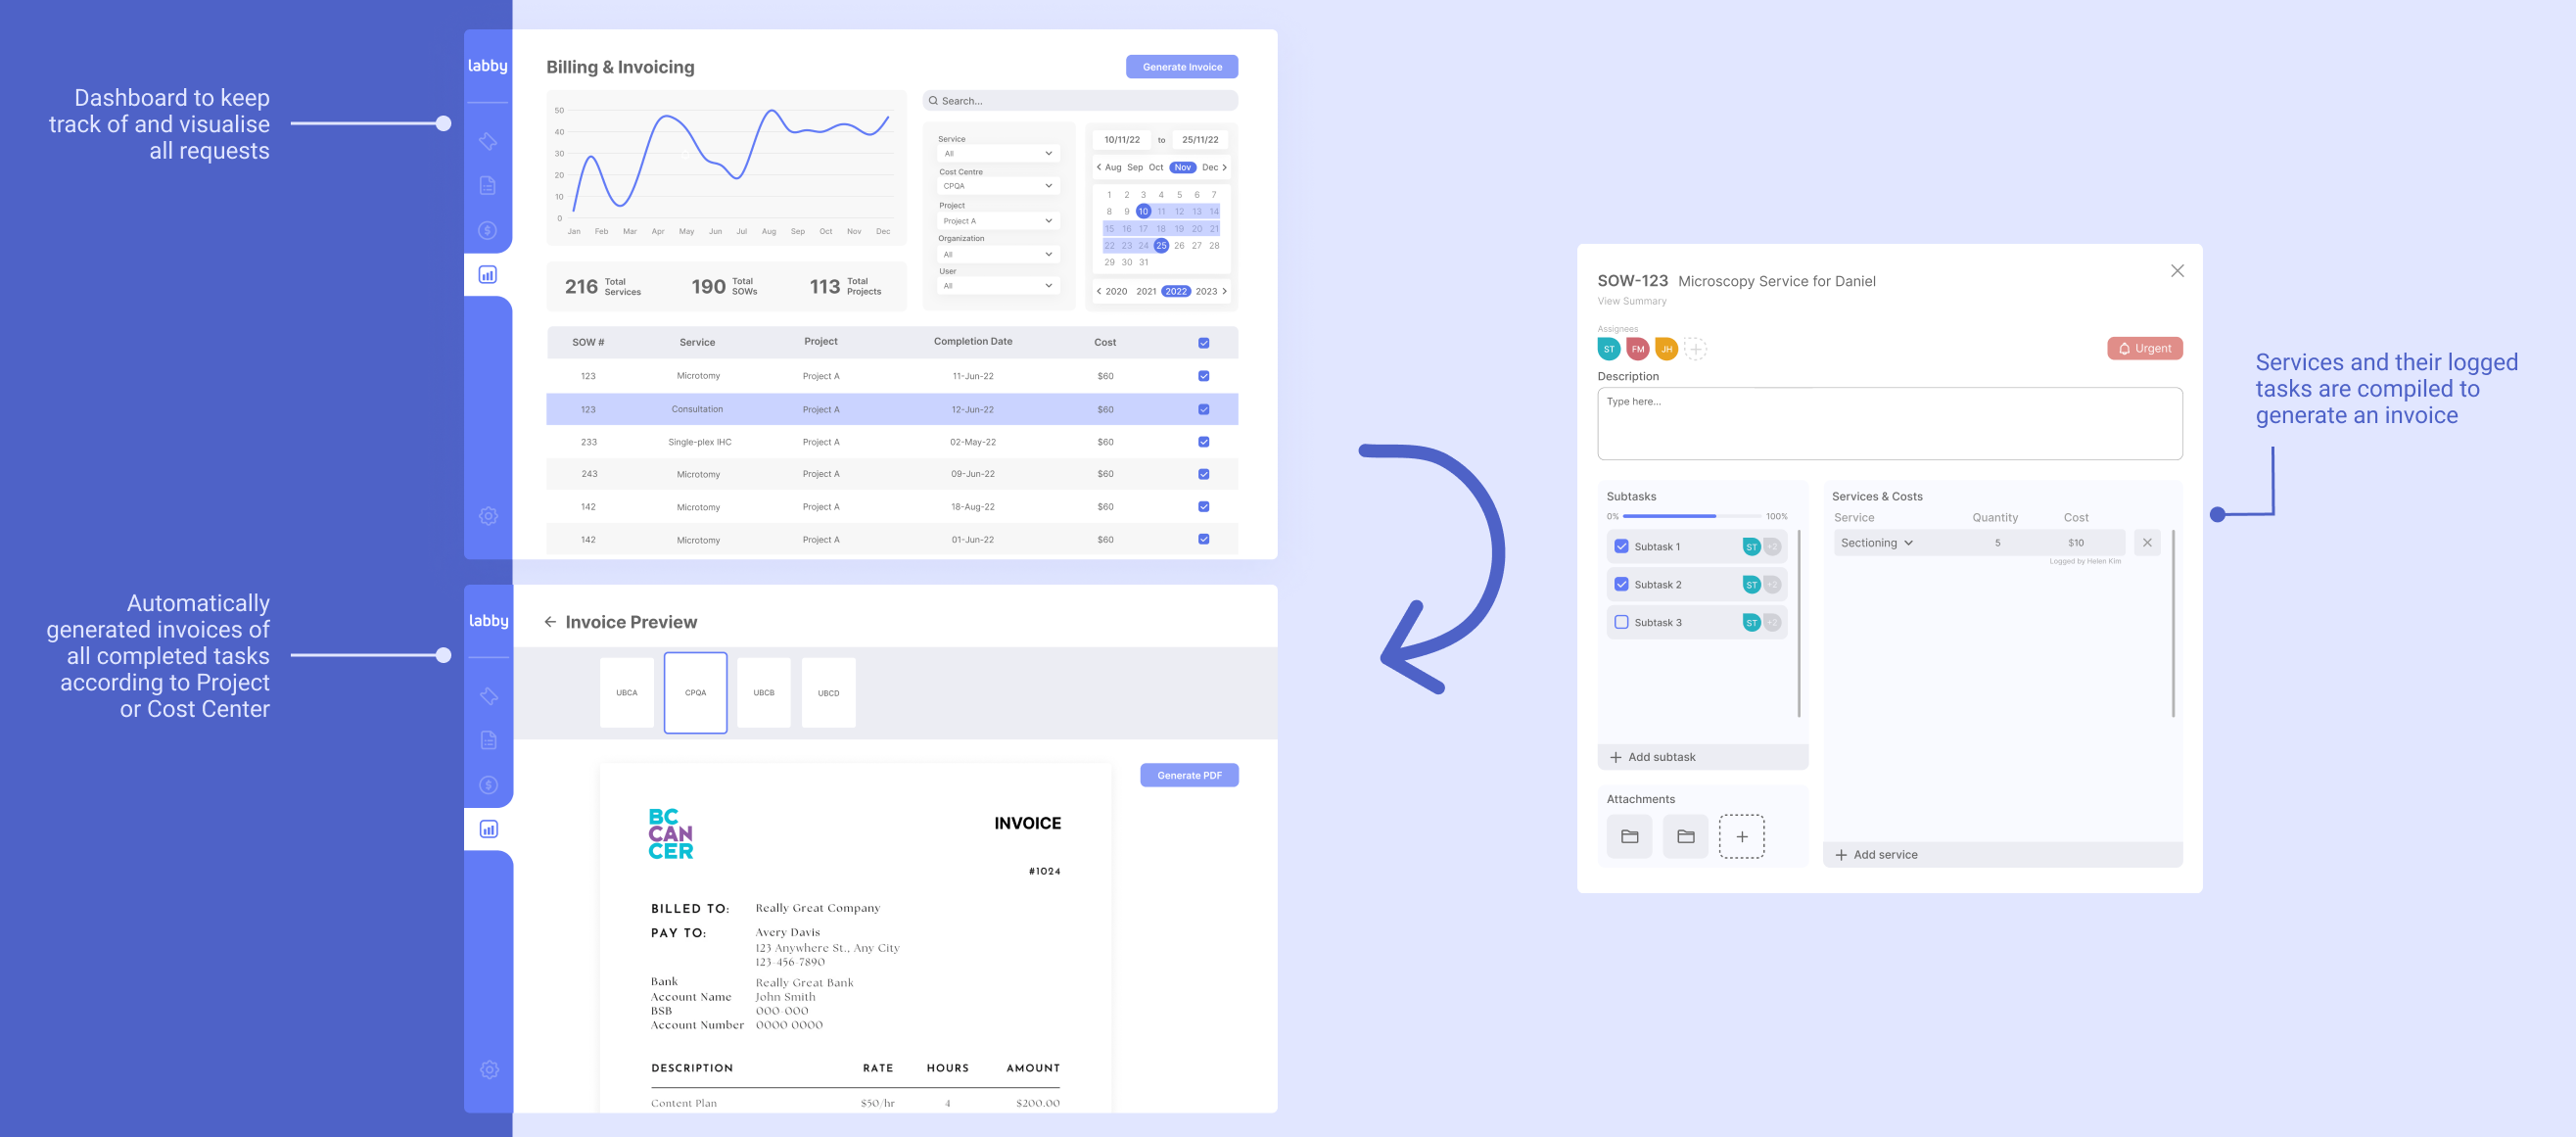 Dashboard to keep
track of and visualise
all requests
labby
Billing & Invoicing
Generate Invoice
50
40
30
20
10
0
Jan Feb Mar Apr May Jun Jul Aug Sep Oct Nov Dec
216 Total Services
190 Total SOWs
113 Total Projects
Search...
Service
All
Cost Centre
CPQA
Project
Project A
Organization
All
User
All
10/11/22 to 25/11/22
Aug Sep Oct Nov Dec
1 2 3 4 5 6 7
8 9 10 11 12 13 14
15 16 17 18 19 20 21
22 23 24 25 26 27 28
29 30 31
2020 2021 2022 2023
SOW # Service Project Completion Date Cost
123 Microtomy Project A 11-Jun-22 $60
123 Consultation Project A 12-Jun-22 $60
233 Single-plex IHC Project A 02-May-22 $60
243 Microtomy Project A 09-Jun-22 $60
142 Microtomy Project A 18-Aug-22 $60
142 Microtomy Project A 01-Jun-22 $60
Automatically
generated invoices of
all completed tasks
according to Project
or Cost Center
labby
Invoice Preview
UBCA CPQA UBCB UBCD
Generate PDF
BC
CAN
CER
INVOICE
#1024
BILLED TO: Really Great Company
PAY TO: Avery Davis
123 Anywhere St., Any City
123-456-7890
Bank Really Great Bank
Account Name John Smith
BSB 000-000
Account Number 0000 0000
DESCRIPTION RATE HOURS AMOUNT
Content Plan $50/hr 4 $200.00
SOW-123 Microscopy Service for Daniel
View Summary
Assignees
ST FM JH
Urgent
Description
Type here...
Subtasks
0% 100%
Subtask 1 ST +2
Subtask 2 ST +2
Subtask 3 ST +2
Add subtask
Attachments
Services & Costs
Service Quantity Cost
Sectioning 5 $10
Logged by Helen Kim
Add service
Services and their logged
tasks are compiled to
generate an invoice